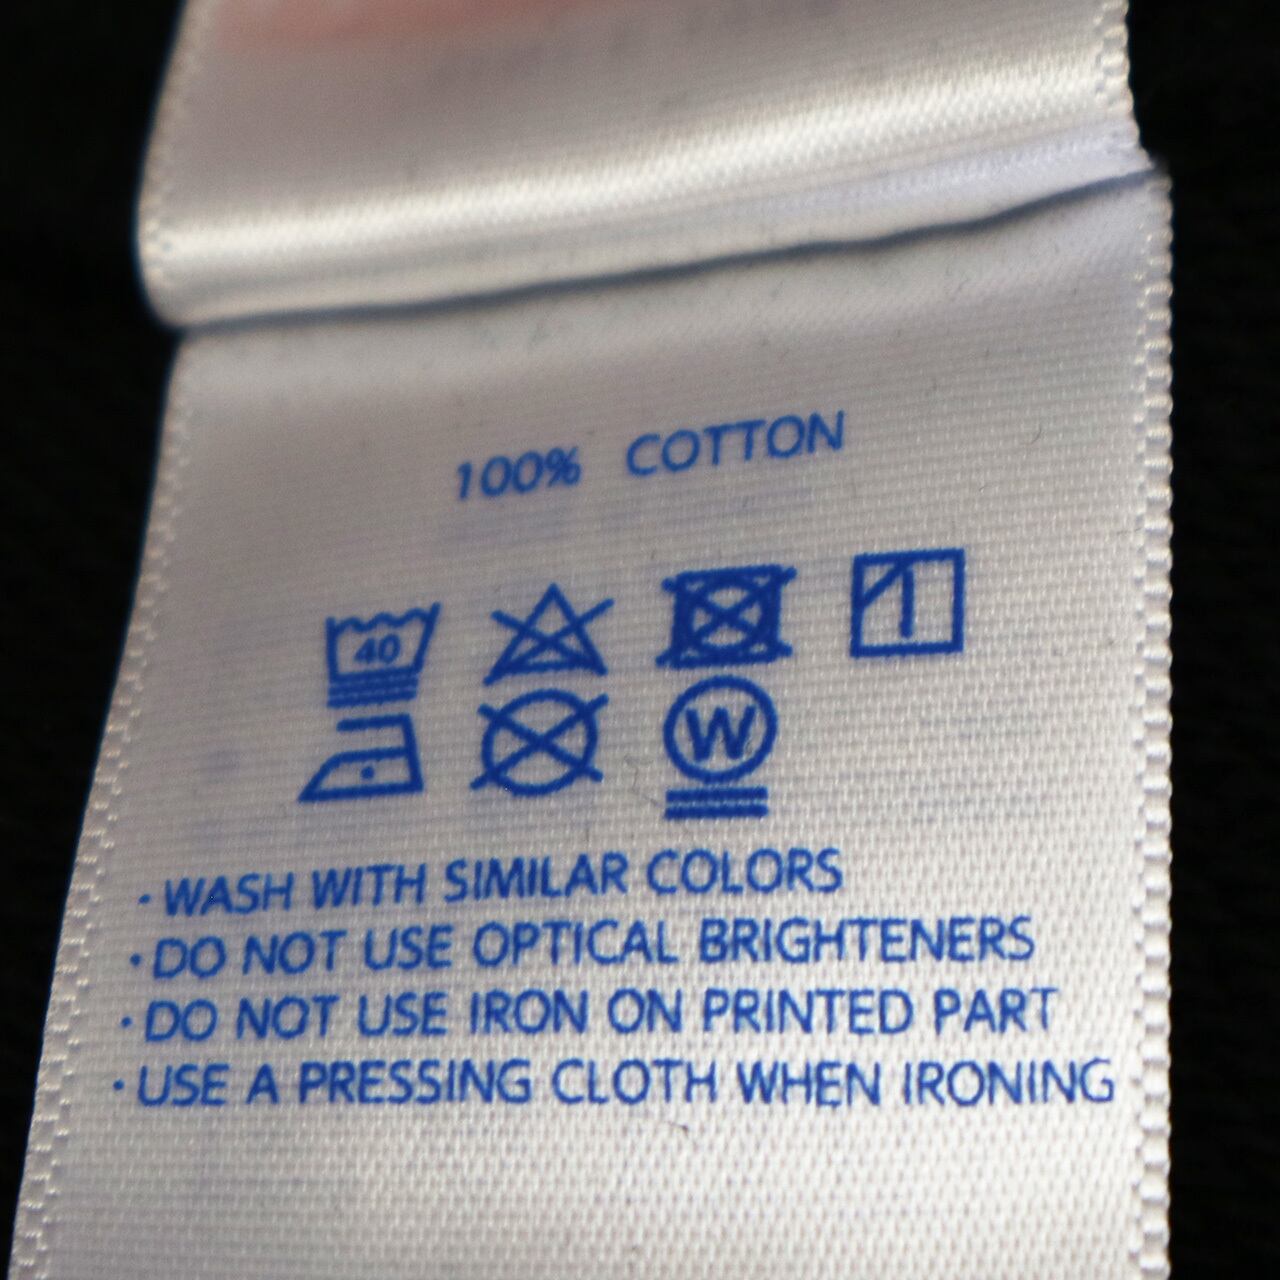 100% COTTON
40
W
· WASH WITH SIMILAR COLORS
· DO NOT USE OPTICAL BRIGHTENERS
· DO NOT USE IRON ON PRINTED PART
· USE A PRESSING CLOTH WHEN IRONING